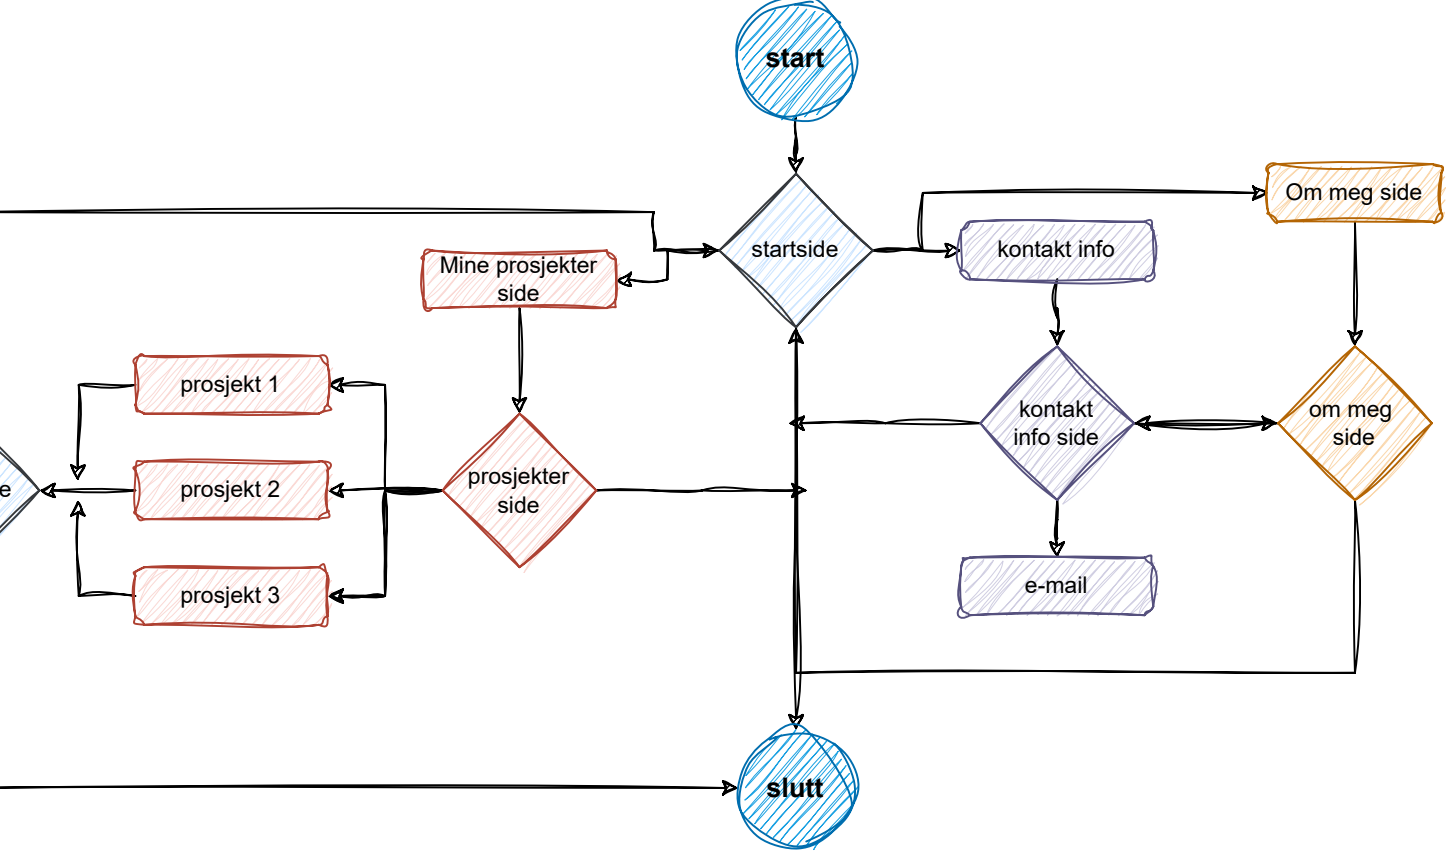 start
Om meg side
startside
kontakt info
Mine prosjekter
side
prosjekt 1
kontakt
info side
om meg
side
prosjekter
side
e
prosjekt 2
e-mail
prosjekt 3
slutt